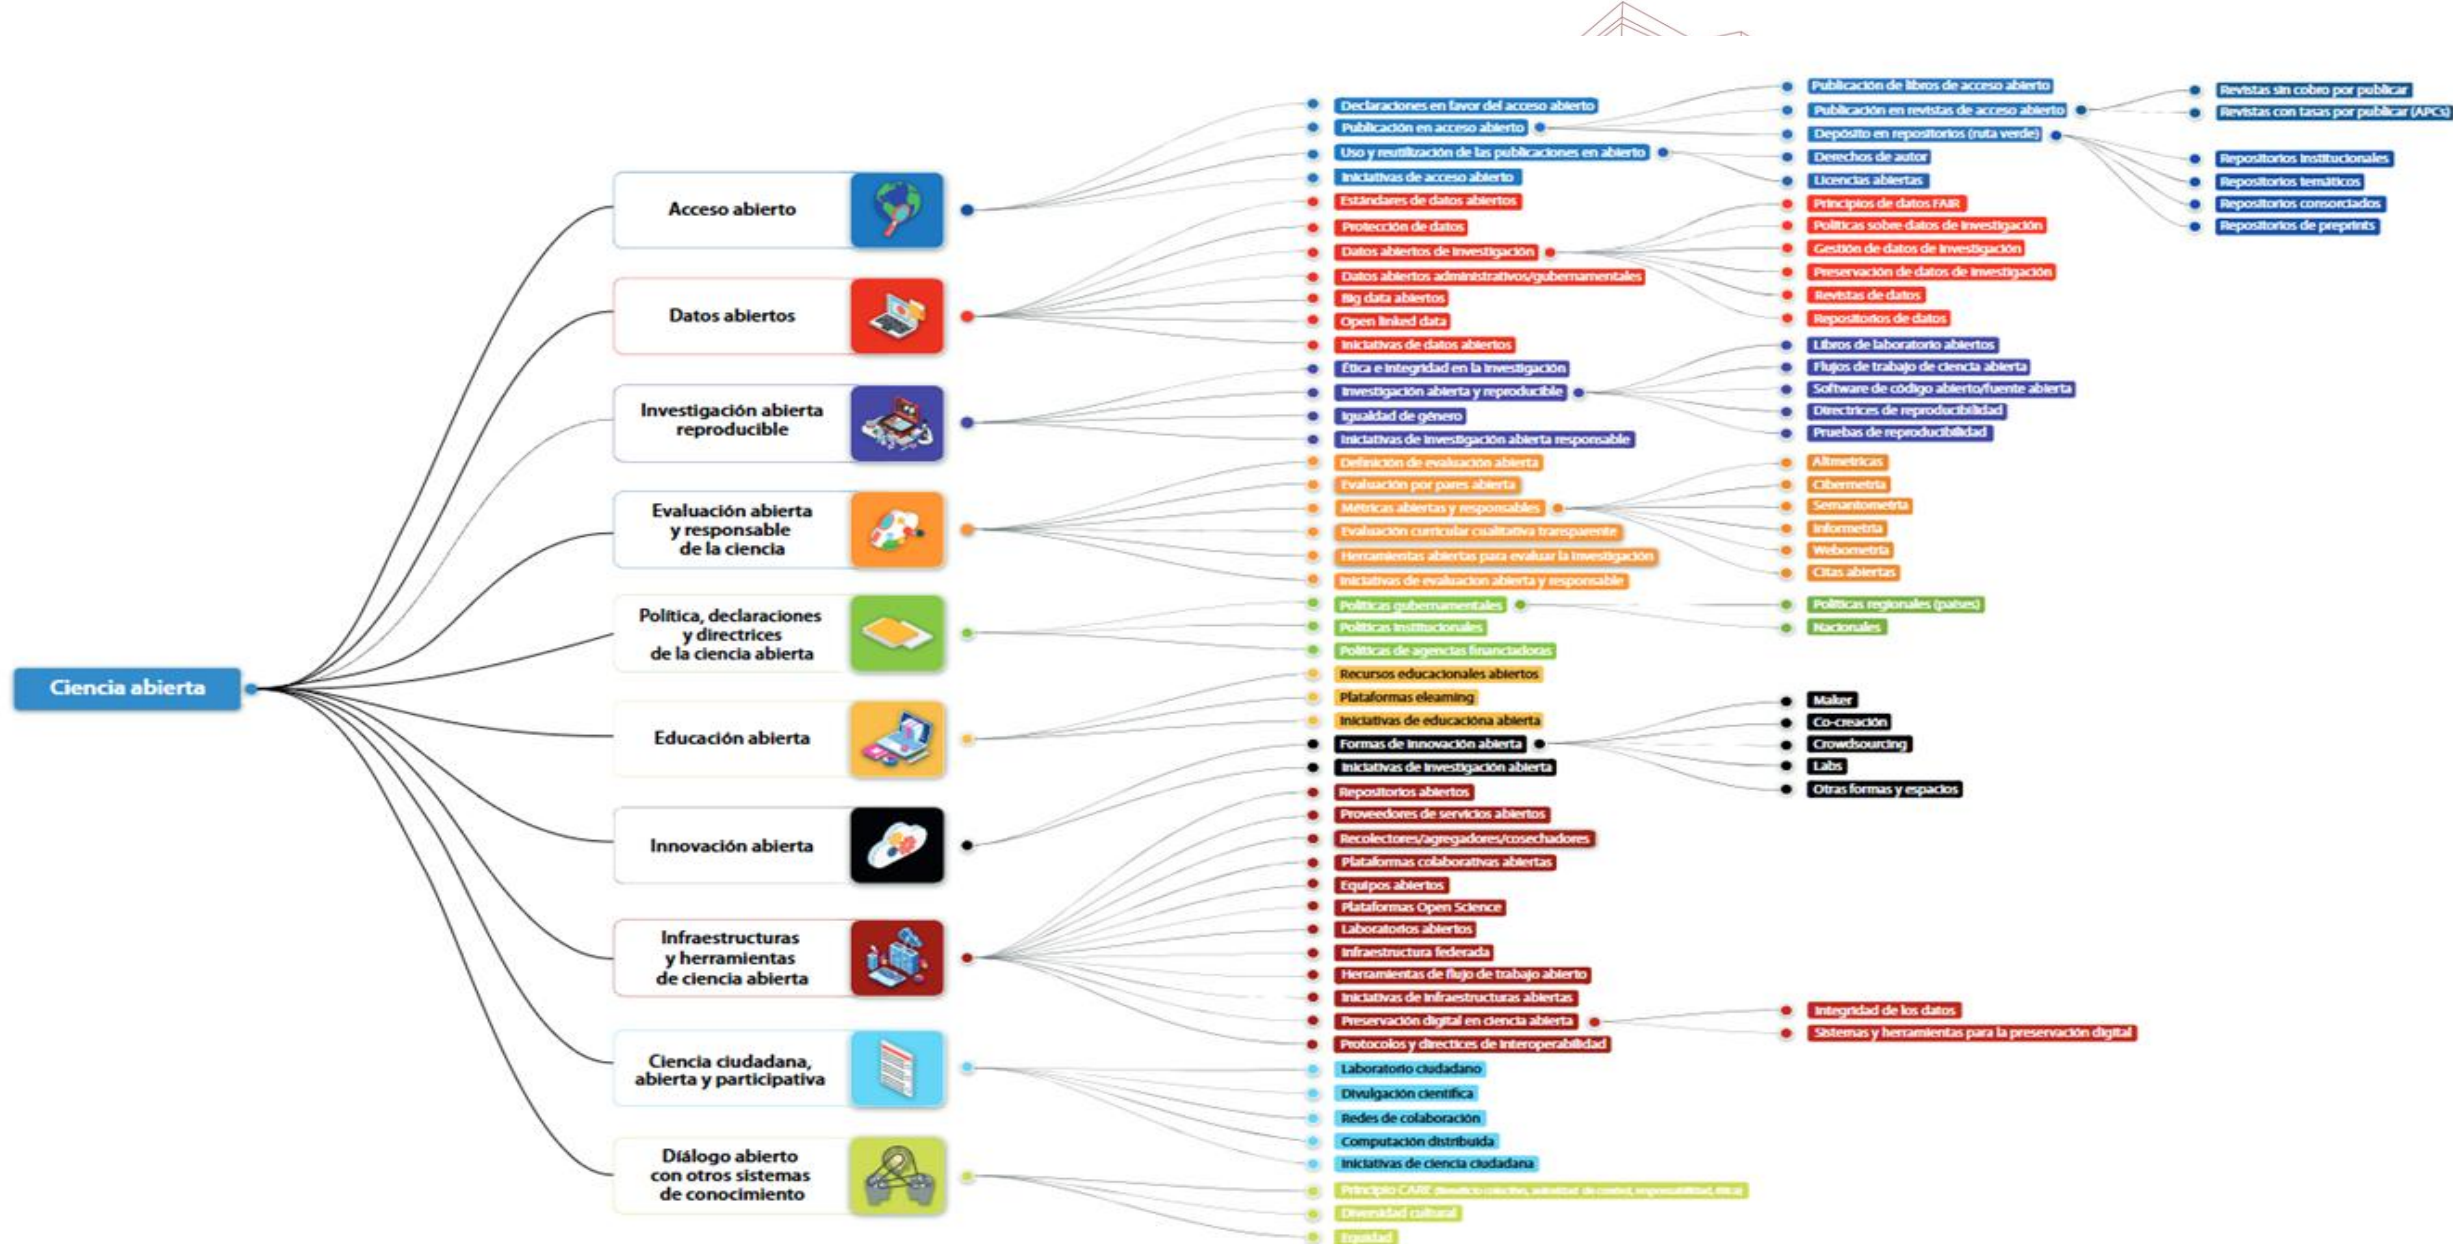 Ciencia abierta
Acceso abierto
Datos abiertos
Investigación abierta
reproducible
Evaluación abierta
y responsable
de la ciencia
Política, declaraciones
y directrices
de la ciencia abierta
Educación abierta
Innovación abierta
Infraestructuras
y herramientas
de ciencia abierta
Ciencia ciudadana,
abierta y participativa
Diálogo abierto
con otros sistemas
de conocimiento
Declaraciones en favor del acceso abierto
Publicación en acceso abierto
Uso y reutilización de las publicaciones en abierto
Iniciativas de acceso abierto
Estándares de datos abiertos
Protección de datos
Datos abiertos de investigación
Datos abiertos administrativos/gubernamentales
Big data abiertos
Open linked data
Iniciativas de datos abiertos
Ética e integridad en la investigación
Investigación abierta y reproducible
Igualdad de género
Iniciativas de investigación abierta responsable
Definición de evaluación abierta
Evaluación por pares abierta
Métricas abiertas y responsables
Evaluación curricular cualitativa transparente
Herramientas abiertas para evaluar la investigación
Iniciativas de evaluacion abierta y responsable
Políticas gubernamentales
Políticas institucionales
Políticas de agencias financiadoras
Recursos educacionales abiertos
Plataformas elearning
Iniciativas de educacióna abierta
Formas de innovación abierta
Iniciativas de investigación abierta
Repositorios abiertos
Proveedores de servicios abiertos
Recolectores/agregadores/cosechadores
Plataformas colaborativas abiertas
Equipos abiertos
Plataformas Open Science
Laboratorios abiertos
Infraestructura federada
Herramientas de flujo de trabajo abierto
Iniciativas de infraestructuras abiertas
Preservación digital en ciencia abierta
Protocolos y directices de interoperabilidad
Laboratorio ciudadano
Divulgación científica
Redes de colaboración
Computación distribuida
Iniciativas de ciencia ciudadana
Principio CARE (Beneficio colectivo, autoridad de control, responsabilidad, ética)
Diversidad cultural
Equidad
Publicación de libros de acceso abierto
Publicación en revistas de acceso abierto
Depósito en repositorios (ruta verde)
Derechos de autor
Licencias abiertas
Principios de datos FAIR
Políticas sobre datos de investigación
Gestión de datos de investigación
Preservación de datos de investigación
Revistas de datos
Repositorios de datos
Libros de laboratorio abiertos
Flujos de trabajo de ciencia abierta
Software de código abierto/fuente abierta
Directrices de reproducibilidad
Pruebas de reproducibilidad
Altmetricas
Cibermetría
Semantometría
Informetría
Webometría
Citas abiertas
Políticas regionales (países)
Nacionales
Maker
Co-creación
Crowdsourcing
Labs
Otras formas y espacios
Integridad de los datos
Sistemas y herramientas para la preservación digital
Revistas sin cobro por publicar
Revistas con tasas por publicar (APCs)
Repositorios institucionales
Repositorios temáticos
Repositorios consorciados
Repositorios de preprints